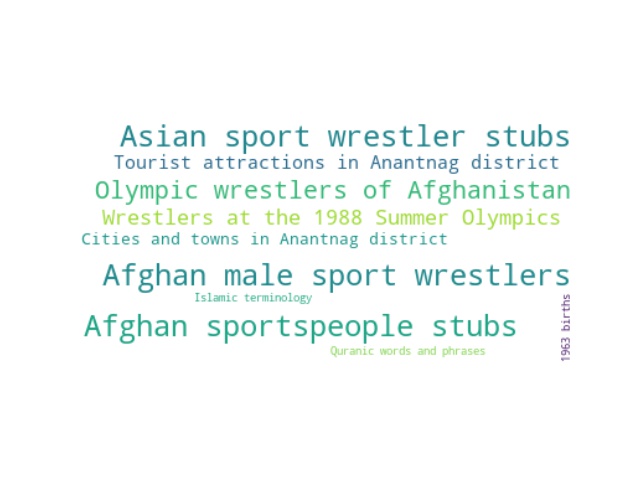 Asian sport wrestler stubs
Tourist attractions in Anantnag district
Olympic wrestlers of Afghanistan
Wrestlers at the 1988 Summer Olympics
Cities and towns in Anantnag district
Afghan male sport wrestlers
Islamic terminology
Afghan sportspeople stubs
1963 births
Quranic words and phrases